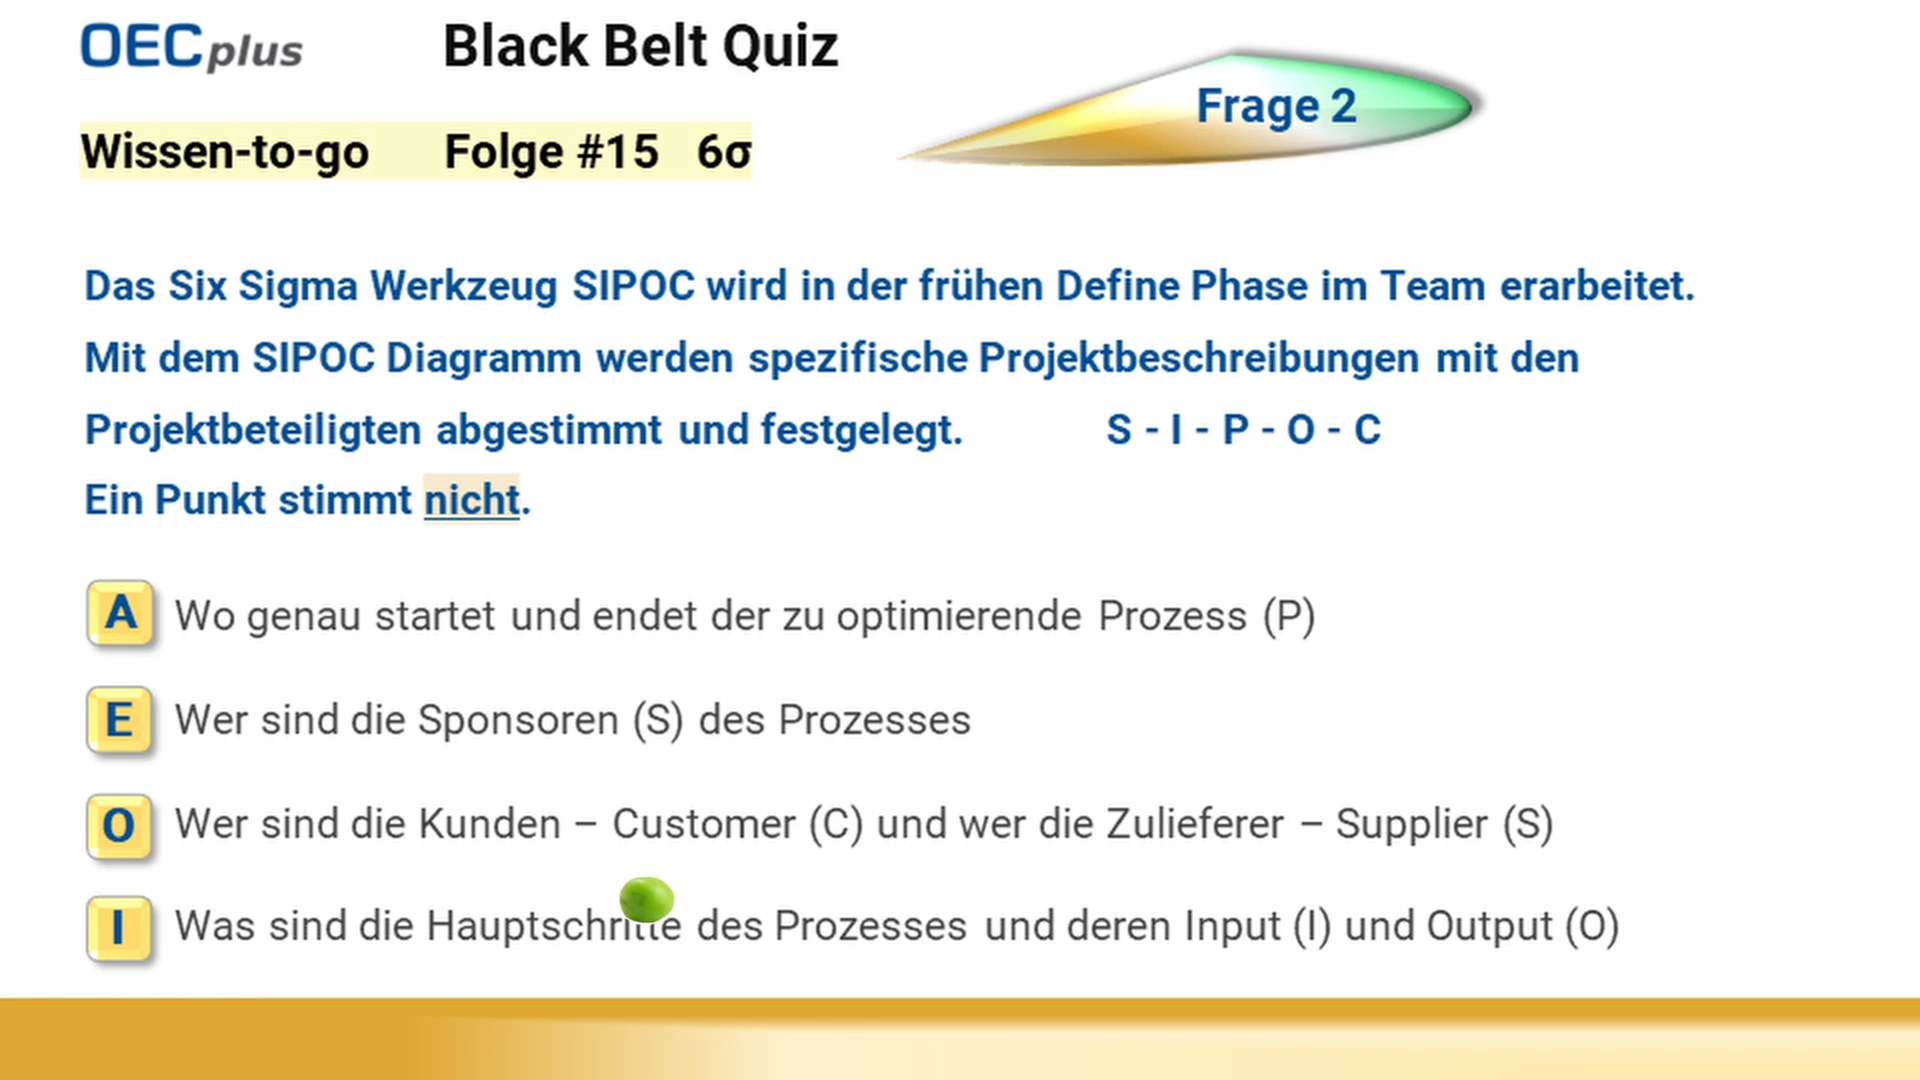 OEC plus Black Belt Quiz
Frage 2
Wissen-to-go Folge #15 6σ
Das Six Sigma Werkzeug SIPOC wird in der frühen Define Phase im Team erarbeitet.
Mit dem SIPOC Diagramm werden spezifische Projektbeschreibungen mit den
Projektbeteiligten abgestimmt und festgelegt. S - I - P - O - C
Ein Punkt stimmt nicht.
A Wo genau startet und endet der zu optimierende Prozess (P)
E Wer sind die Sponsoren (S) des Prozesses
O Wer sind die Kunden – Customer (C) und wer die Zulieferer – Supplier (S)
I Was sind die Hauptschritte des Prozesses und deren Input (I) und Output (O)